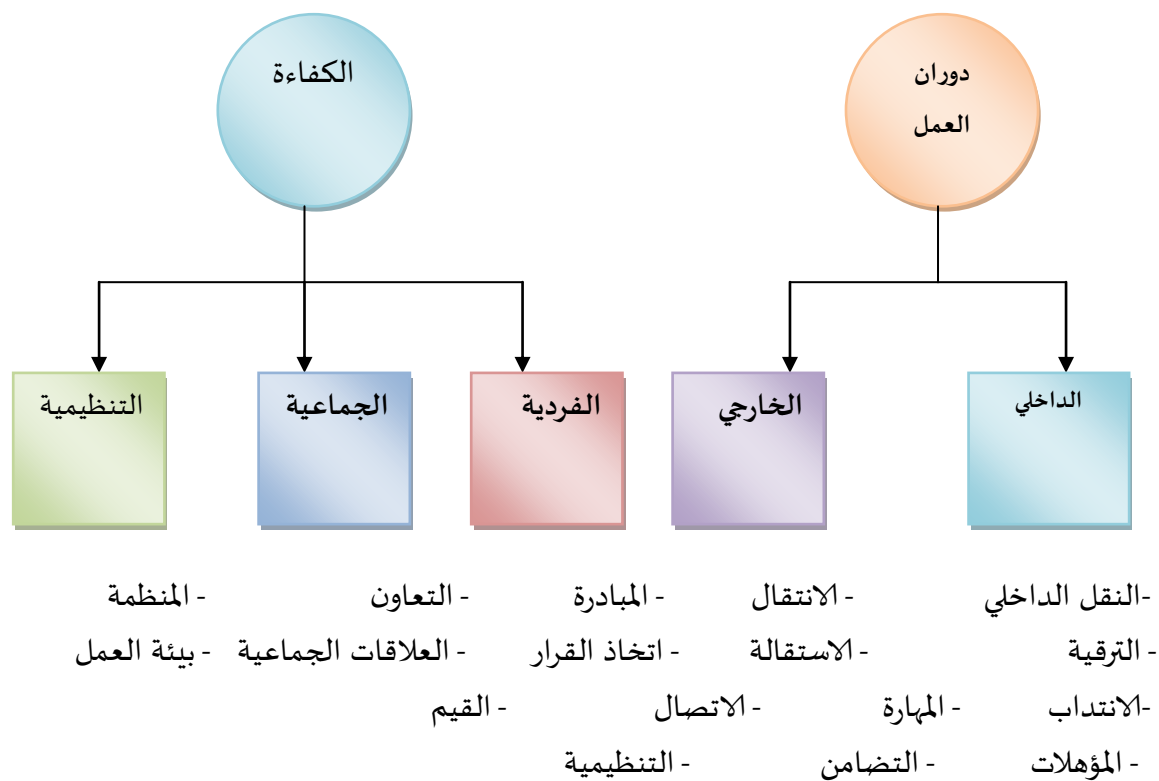 دوران
العمل
الكفاءة
الداخلي
الخارجي
الفردية
الجماعية
التنظيمية
-النقل الداخلي - الانتقال - المبادرة - التعاون - المنظمة
- الترقية - الاستقالة - اتخاذ القرار - العلاقات الجماعية - بيئة العمل
-الانتداب - المهارة - الاتصال - القيم
- المؤهلات - التضامن - التنظيمية